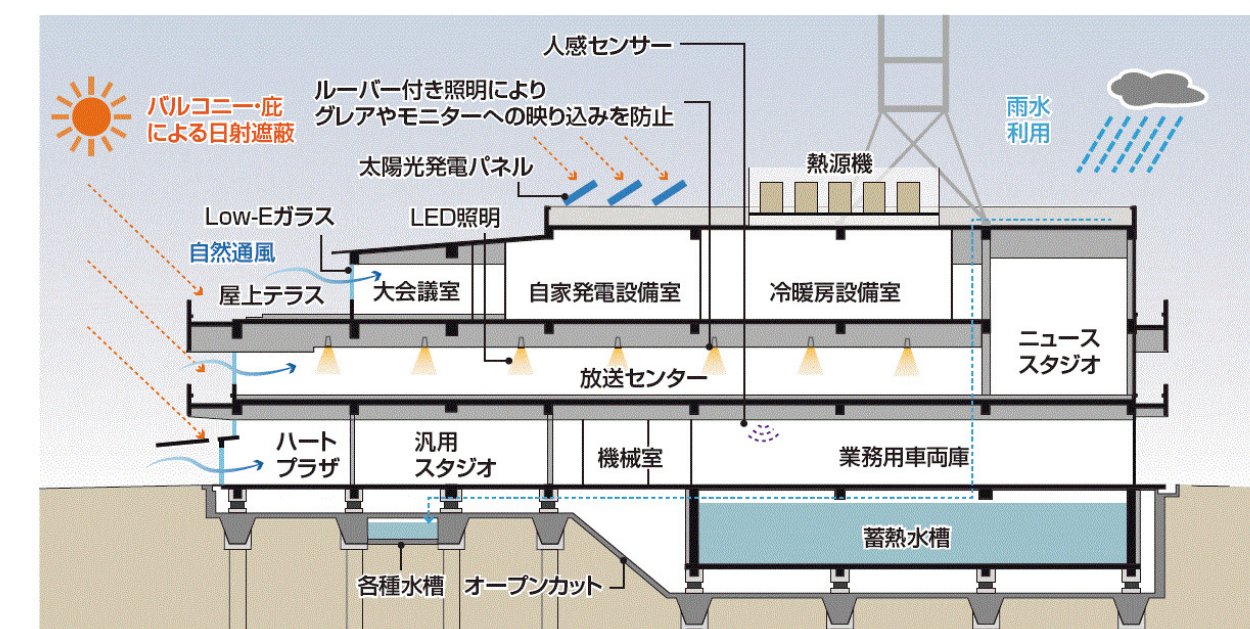 人感センサー
ルーバー付き照明により
グレアやモニターへの映り込みを防止
バルコニー・庇
による日射遮蔽
雨水
利用
太陽光発電パネル
熱源機
Low-Eガラス
LED照明
自然通風
屋上テラス
大会議室
自家発電設備室
冷暖房設備室
ニュース
スタジオ
放送センター
ハート
プラザ
汎用
スタジオ
機械室
業務用車両庫
蓄熱水槽
各種水槽
オープンカット